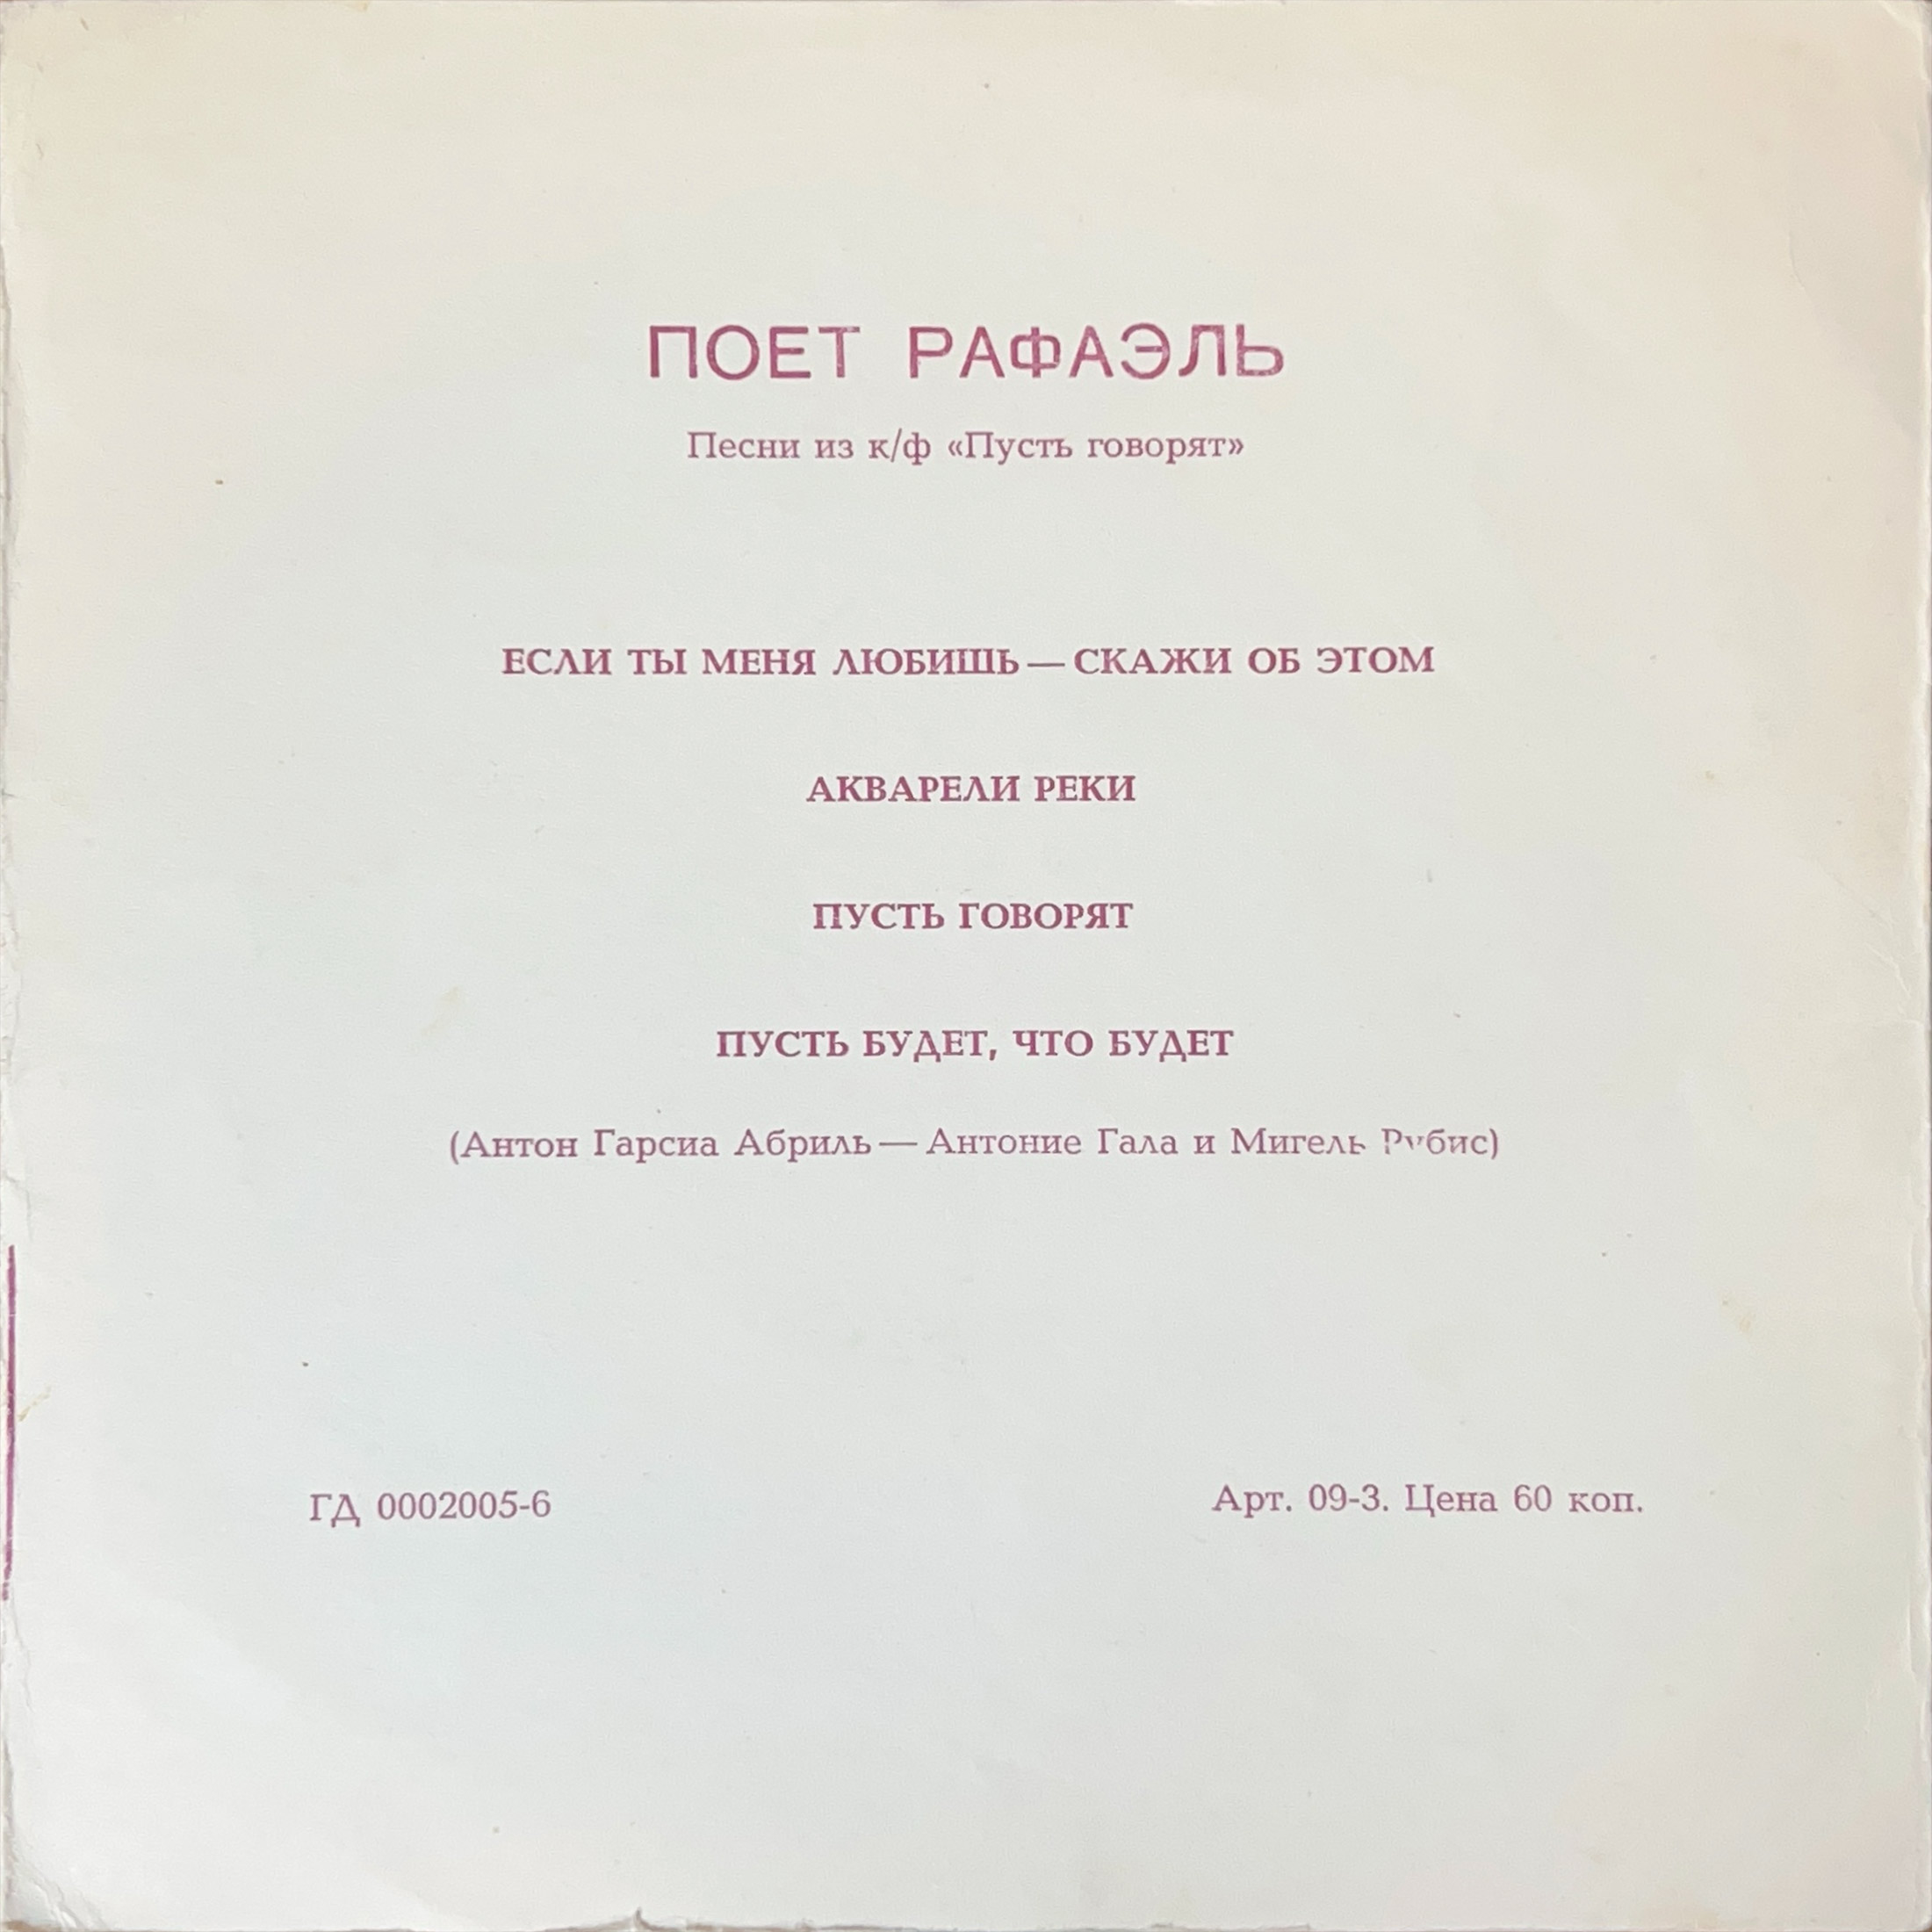 ПОЕТ РАФАЭЛЬ
Песни из к/ф «Пусть говорят»
ЕСЛИ ТЫ МЕНЯ ЛЮБИШЬ — СКАЖИ ОБ ЭТОМ
АКВАРЕЛИ РЕКИ
ПУСТЬ ГОВОРЯТ
ПУСТЬ БУДЕТ, ЧТО БУДЕТ
(Антон Гарсиа Абриль — Антоние Гала и Мигель Рубис)
ГД 0002005-6
Арт. 09-3. Цена 60 коп.